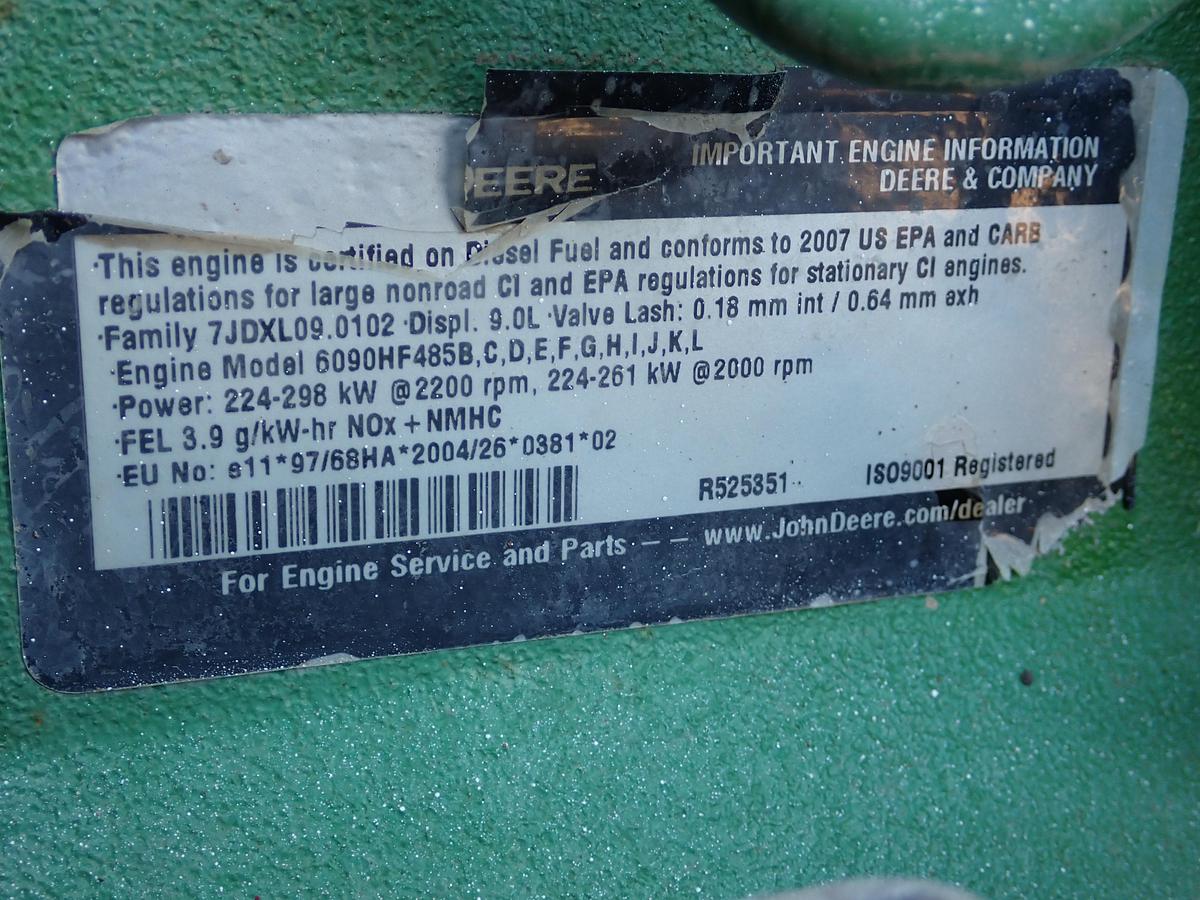 DEERE
IMPORTANT ENGINE INFORMATION
DEERE & COMPANY
·This engine is certified on Diesel Fuel and conforms to 2007 US EPA and CARB
regulations for large nonroad CI and EPA regulations for stationary CI engines.
·Family 7JDXL09.0102 ·Displ. 9.0L ·Valve Lash: 0.18 mm int / 0.64 mm exh
·Engine Model 6090HF485B,C,D,E,F,G,H,I,J,K,L
·Power: 224-298 kW @2200 rpm, 224-261 kW @2000 rpm
·FEL 3.9 g/kW-hr NOx + NMHC
·EU No: e11*97/68HA*2004/26*0381*02
R525351
ISO9001 Registered
For Engine Service and Parts -- www.JohnDeere.com/dealer